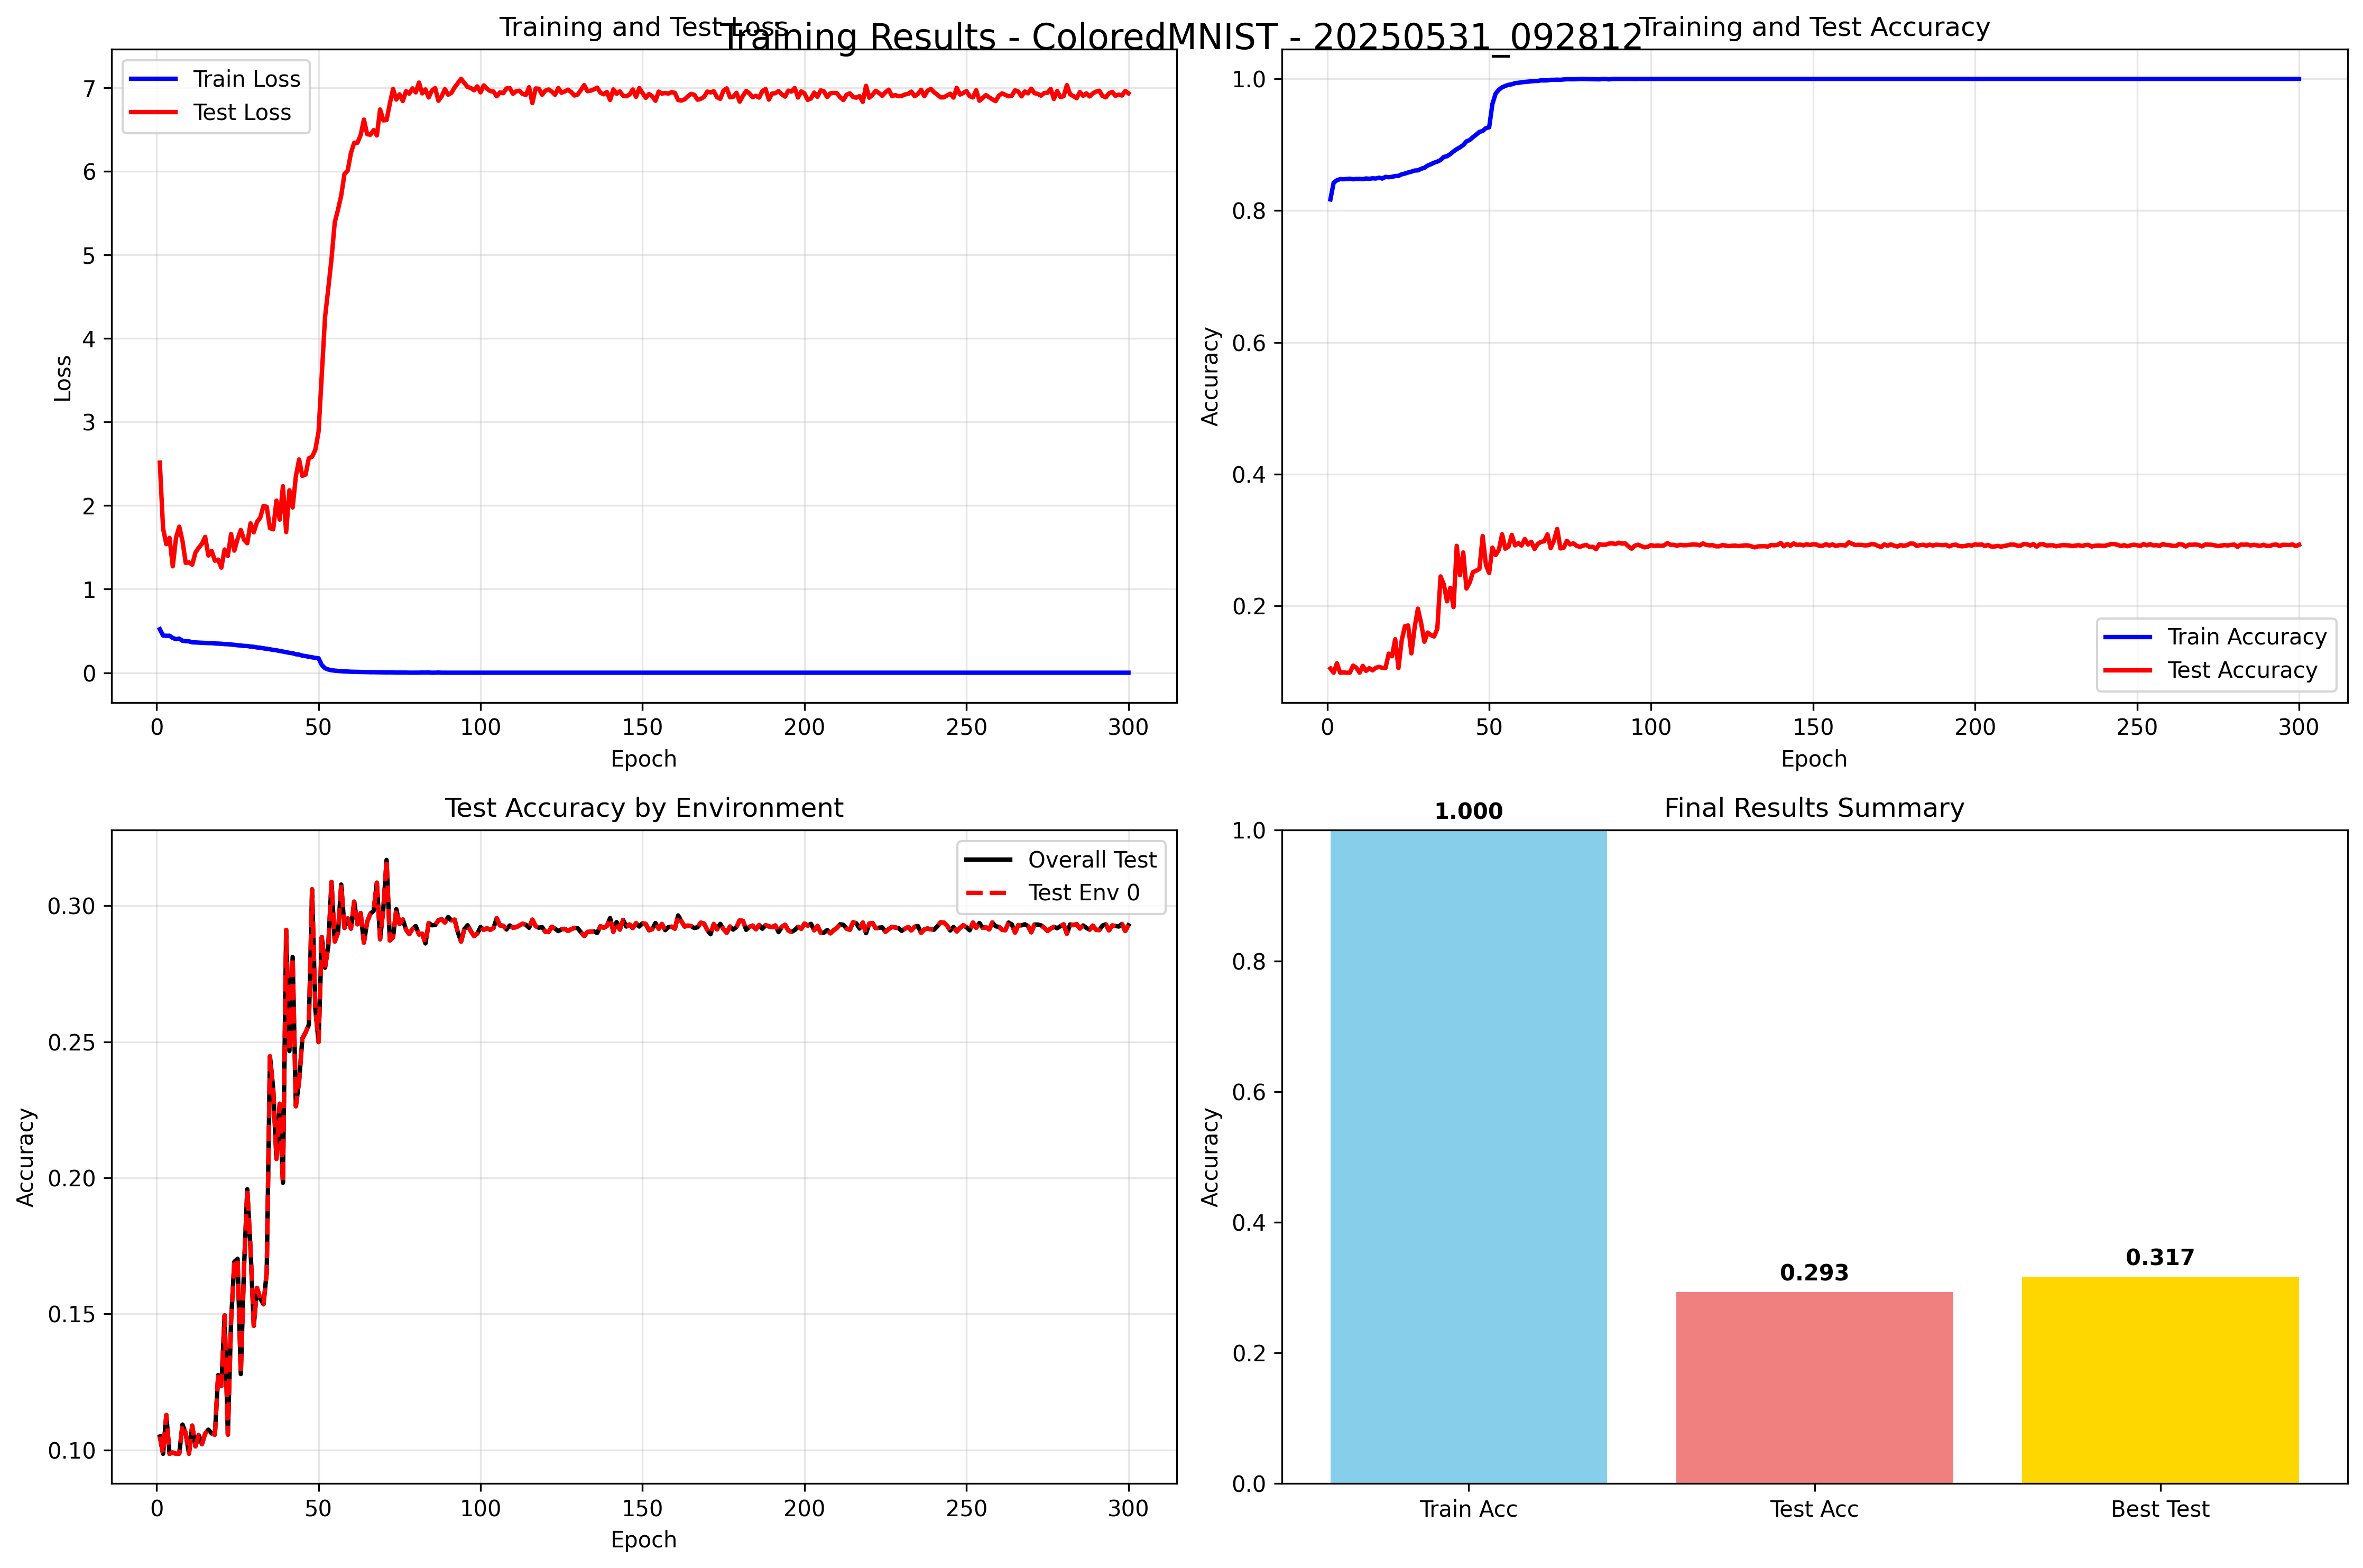 Training Results - ColoredMNIST - 20250531_092812
Training and Test Loss
Train Loss
Test Loss
7
6
5
4
3
2
1
0
Loss
0 50 100 150 200 250 300
Epoch
Training and Test Accuracy
1.0
0.8
0.6
0.4
0.2
Accuracy
Train Accuracy
Test Accuracy
0 50 100 150 200 250 300
Epoch
Test Accuracy by Environment
Overall Test
Test Env 0
0.30
0.25
0.20
0.15
0.10
Accuracy
0 50 100 150 200 250 300
Epoch
Final Results Summary
1.000
0.293
0.317
1.0
0.8
0.6
0.4
0.2
0.0
Accuracy
Train Acc Test Acc Best Test